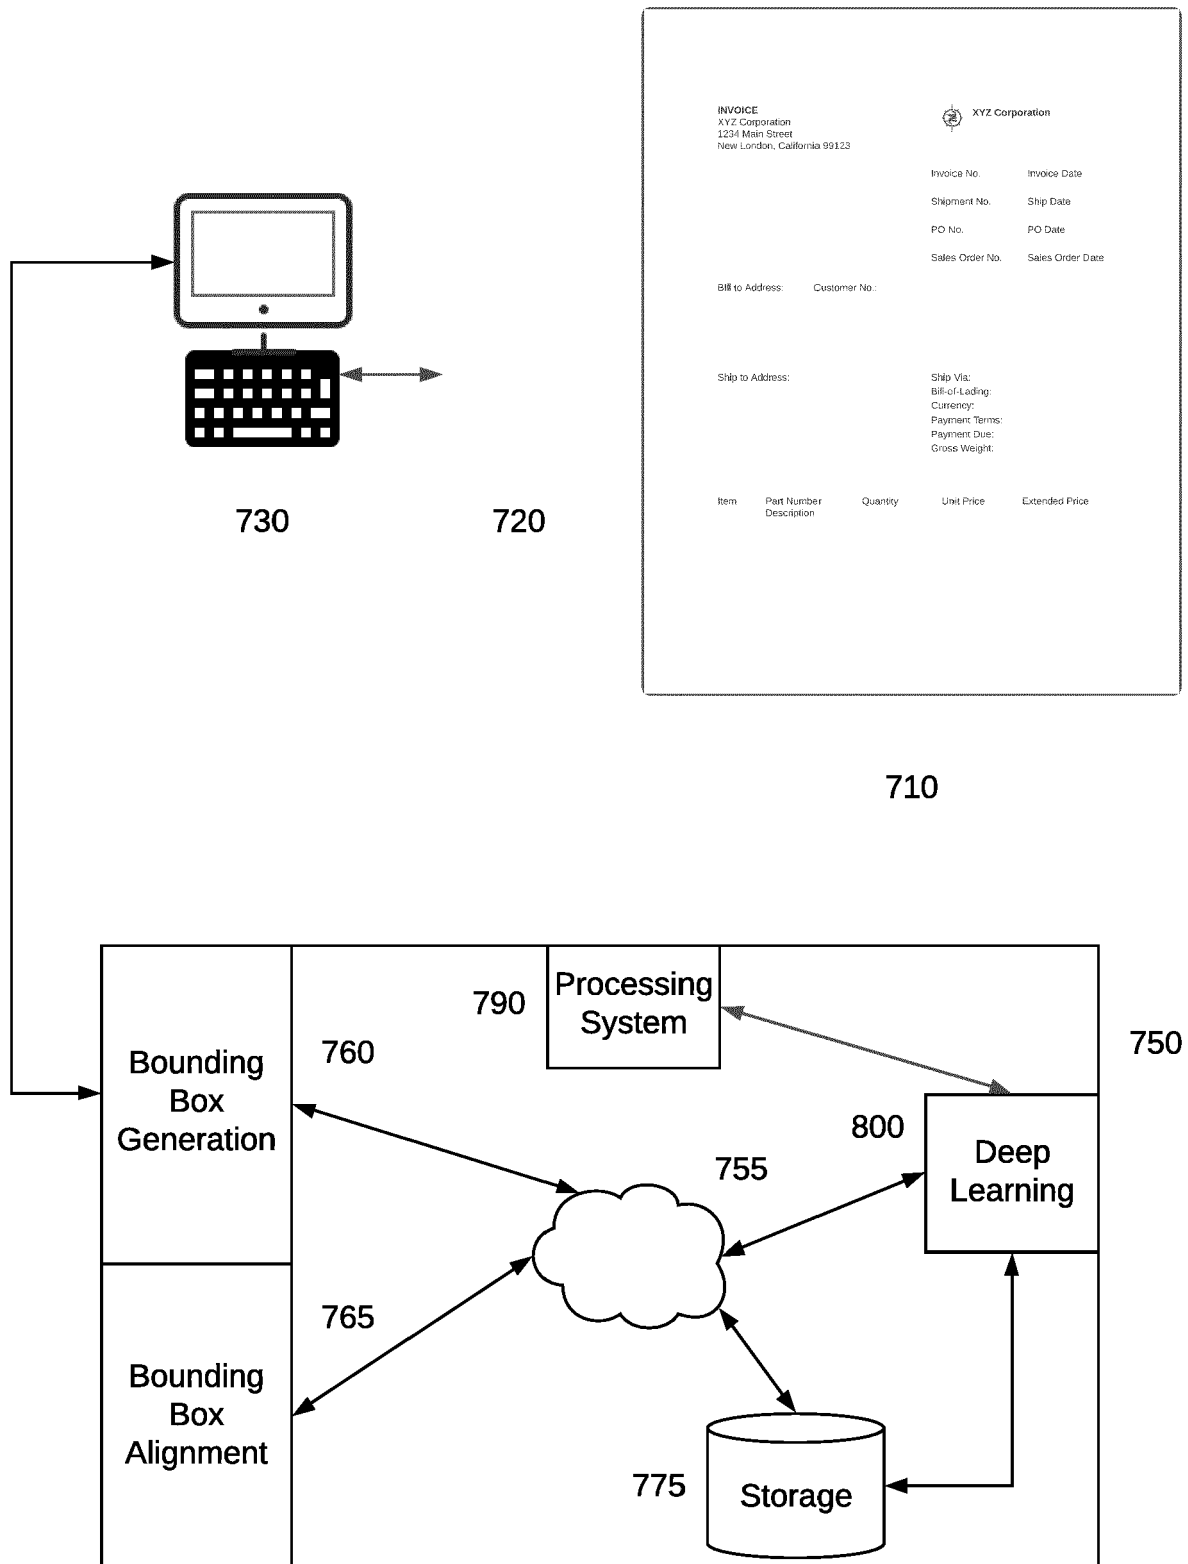 INVOICE
XYZ Corporation
1234 Main Street
New London, California 99123
XYZ Corporation
Invoice No. Invoice Date
Shipment No. Ship Date
PO No. PO Date
Sales Order No. Sales Order Date
Bill to Address: Customer No.:
Ship to Address:
Ship Via:
Bill-of-Lading:
Currency:
Payment Terms:
Payment Due:
Gross Weight:
Item Part Number Quantity Unit Price Extended Price
Description
730
720
710
Bounding
Box
Generation
760
790
Processing
System
750
800
Deep
Learning
755
765
Bounding
Box
Alignment
775
Storage